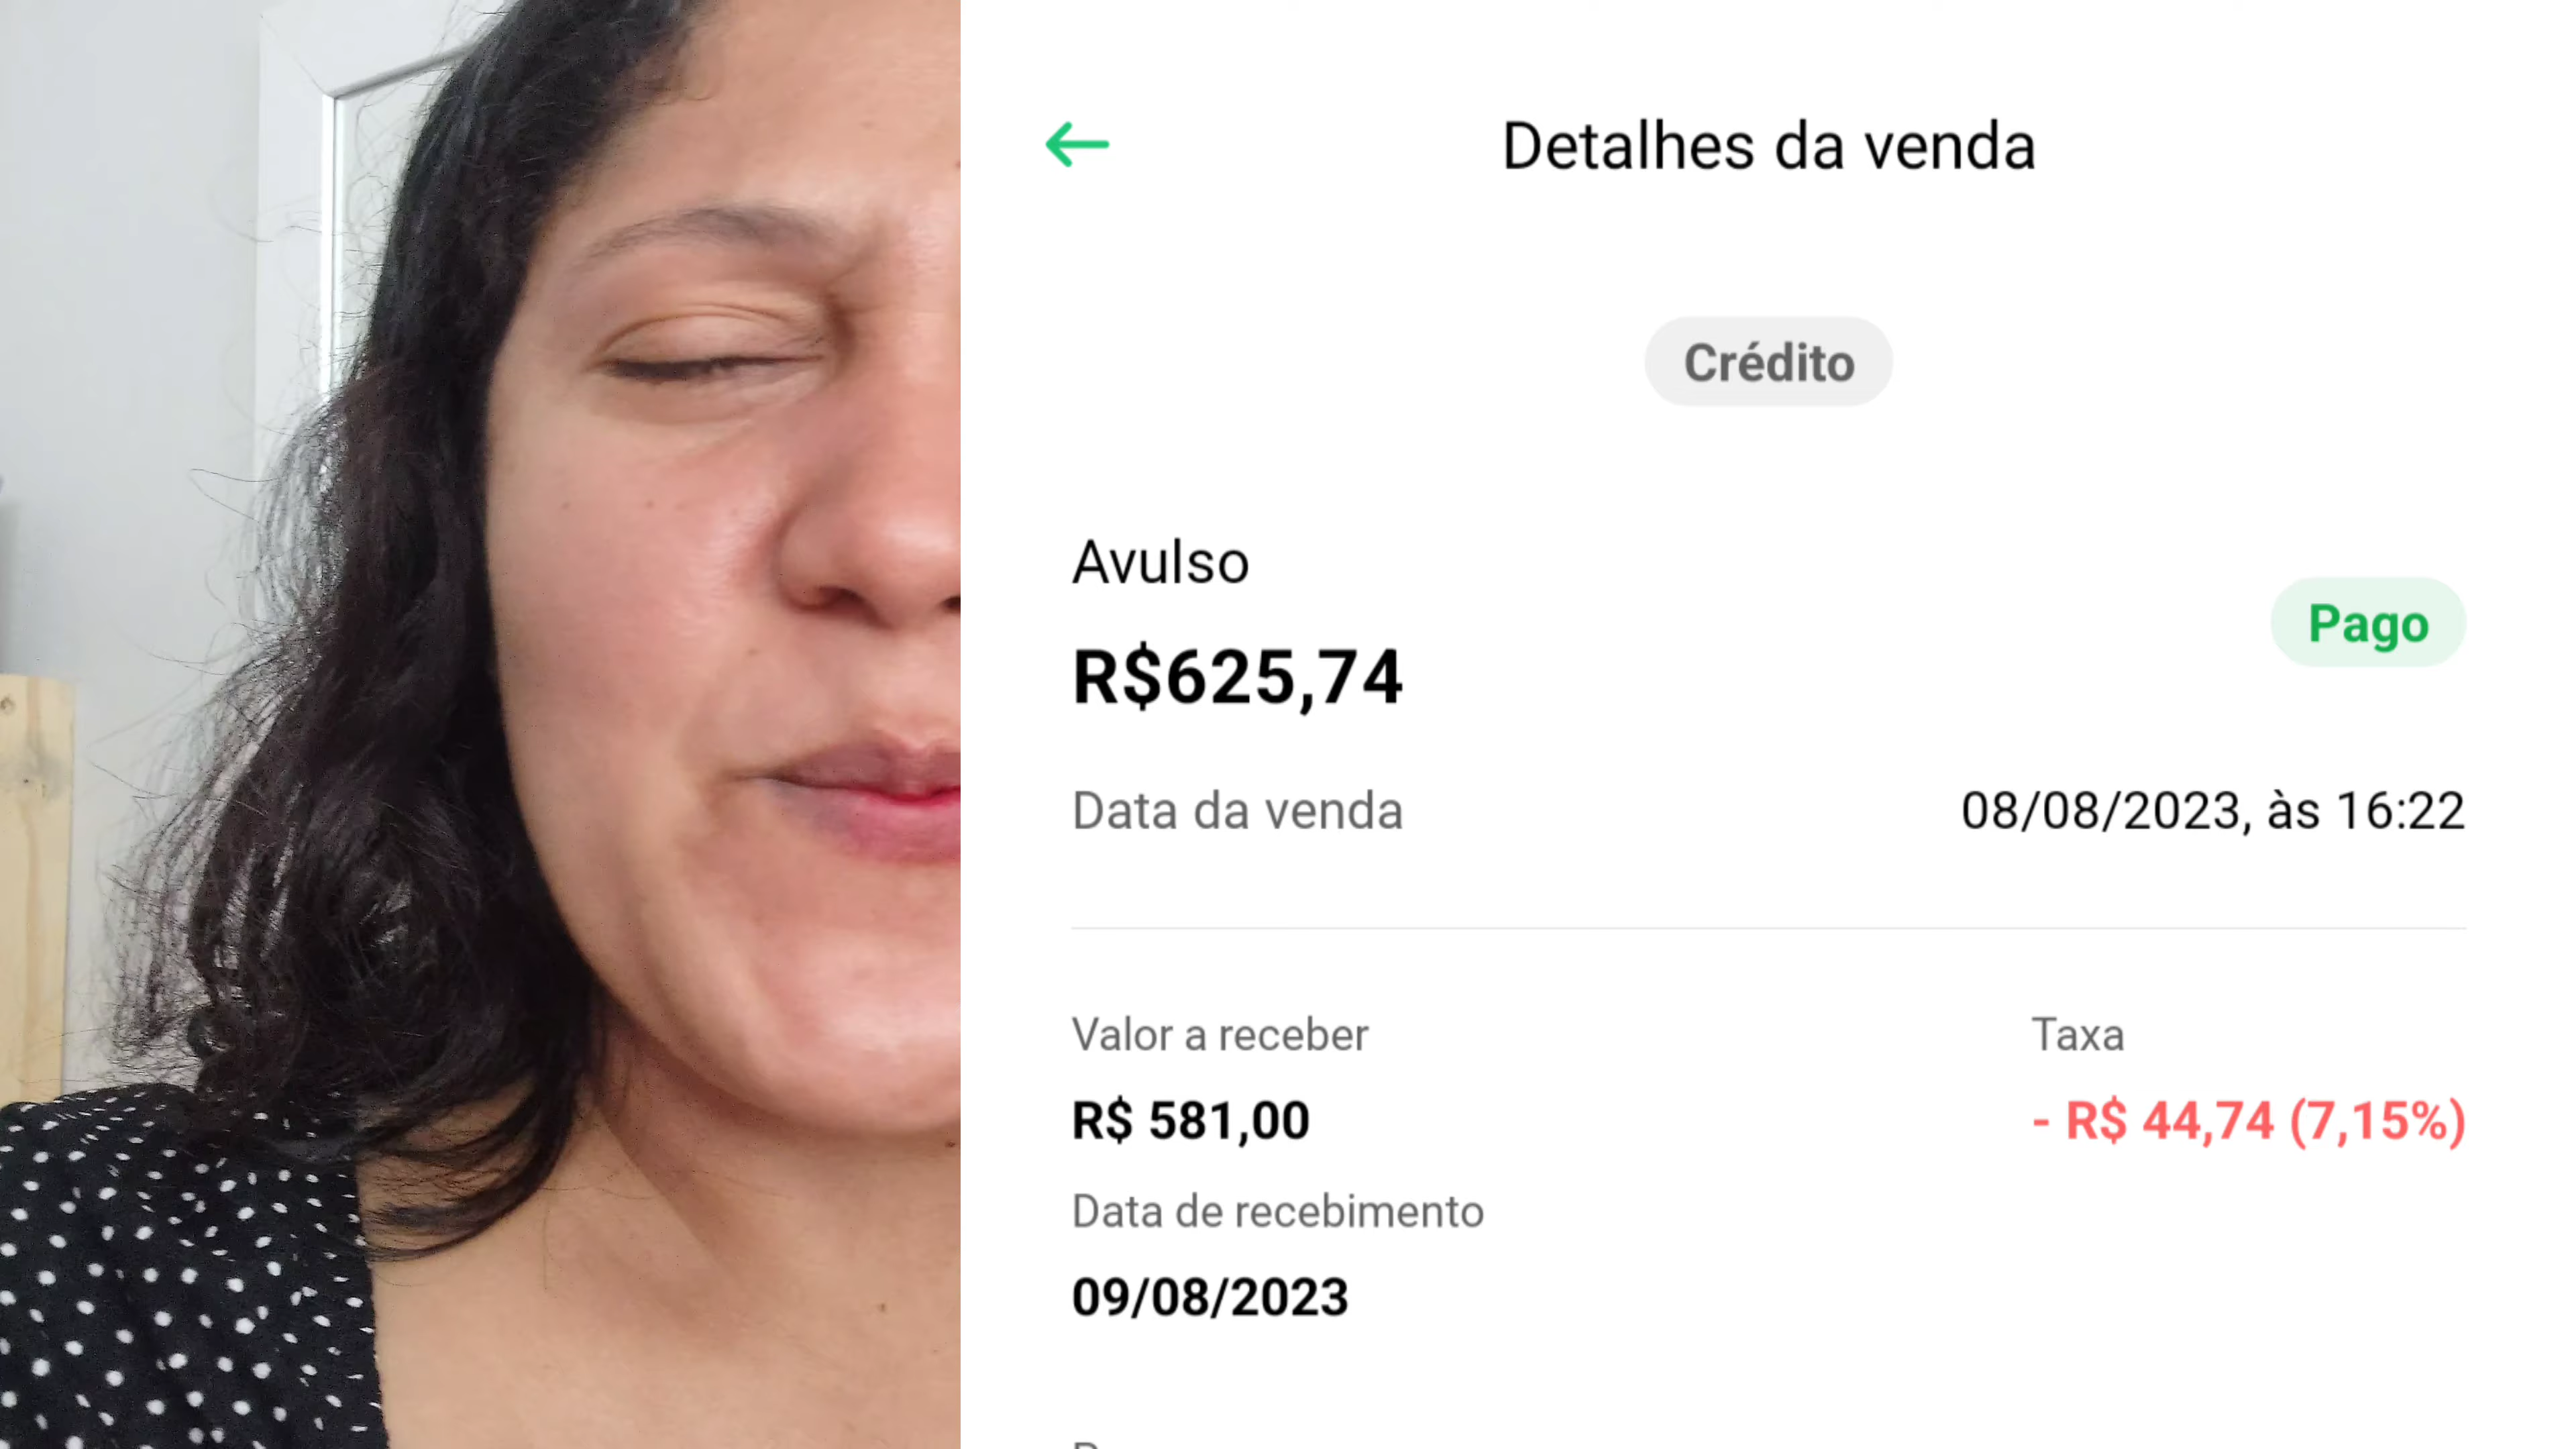 Detalhes da venda
Crédito
Avulso
R$625,74
Pago
Data da venda
08/08/2023, às 16:22
Valor a receber
Taxa
R$ 581,00
- R$ 44,74 (7,15%)
Data de recebimento
09/08/2023